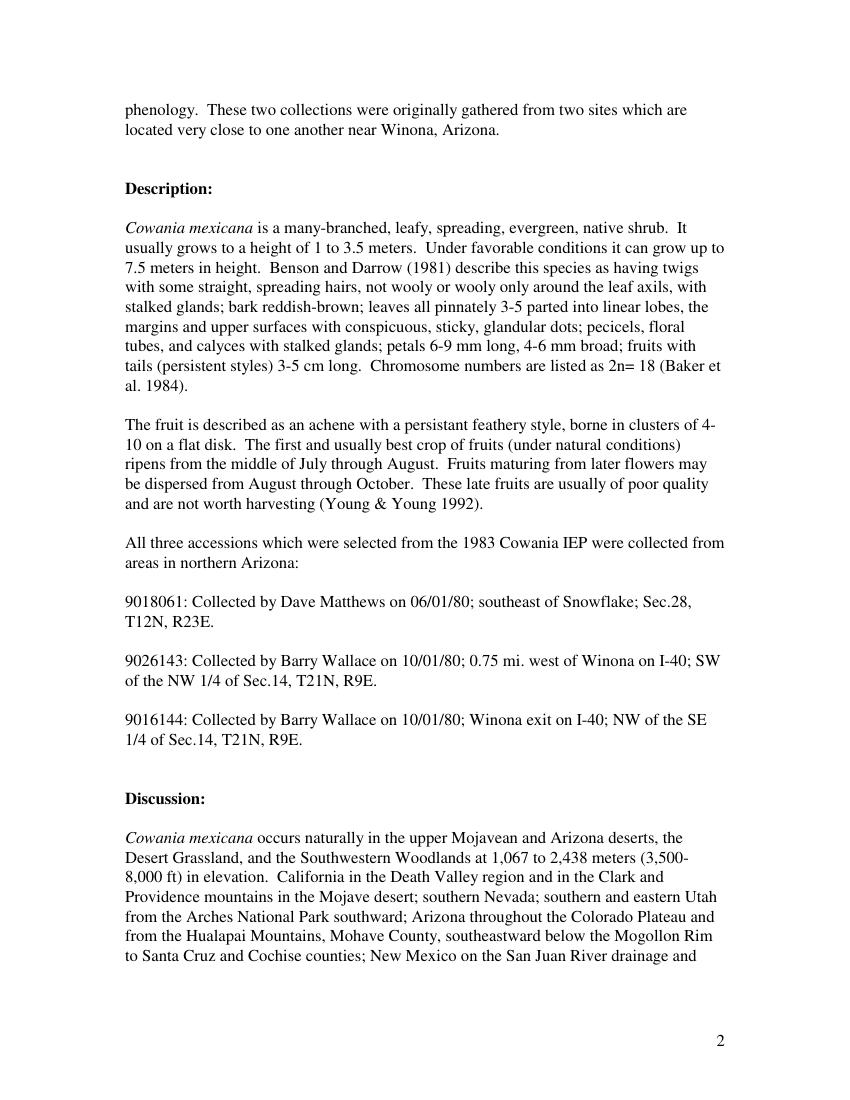 phenology.  These two collections were originally gathered from two sites which are
located very close to one another near Winona, Arizona.
Description:
Cowania mexicana is a many-branched, leafy, spreading, evergreen, native shrub.  It
usually grows to a height of 1 to 3.5 meters.  Under favorable conditions it can grow up to
7.5 meters in height.  Benson and Darrow (1981) describe this species as having twigs
with some straight, spreading hairs, not wooly or wooly only around the leaf axils, with
stalked glands; bark reddish-brown; leaves all pinnately 3-5 parted into linear lobes, the
margins and upper surfaces with conspicuous, sticky, glandular dots; pecicels, floral
tubes, and calyces with stalked glands; petals 6-9 mm long, 4-6 mm broad; fruits with
tails (persistent styles) 3-5 cm long.  Chromosome numbers are listed as 2n= 18 (Baker et
al. 1984).
The fruit is described as an achene with a persistant feathery style, borne in clusters of 4-
10 on a flat disk.  The first and usually best crop of fruits (under natural conditions)
ripens from the middle of July through August.  Fruits maturing from later flowers may
be dispersed from August through October.  These late fruits are usually of poor quality
and are not worth harvesting (Young & Young 1992).
All three accessions which were selected from the 1983 Cowania IEP were collected from
areas in northern Arizona:
9018061: Collected by Dave Matthews on 06/01/80; southeast of Snowflake; Sec.28,
T12N, R23E.
9026143: Collected by Barry Wallace on 10/01/80; 0.75 mi. west of Winona on I-40; SW
of the NW 1/4 of Sec.14, T21N, R9E.
9016144: Collected by Barry Wallace on 10/01/80; Winona exit on I-40; NW of the SE
1/4 of Sec.14, T21N, R9E.
Discussion:
Cowania mexicana occurs naturally in the upper Mojavean and Arizona deserts, the
Desert Grassland, and the Southwestern Woodlands at 1,067 to 2,438 meters (3,500-
8,000 ft) in elevation.  California in the Death Valley region and in the Clark and
Providence mountains in the Mojave desert; southern Nevada; southern and eastern Utah
from the Arches National Park southward; Arizona throughout the Colorado Plateau and
from the Hualapai Mountains, Mohave County, southeastward below the Mogollon Rim
to Santa Cruz and Cochise counties; New Mexico on the San Juan River drainage and
2